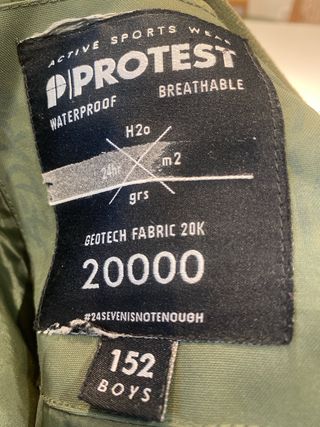 ACTIVE SPORTS WEAR
PROTEST
WATERPROOF BREATHABLE
H2o
24hr m2
grs
GEOTECH FABRIC 20K
20000
#24SEVENISNOTENOUGH
152
BOYS